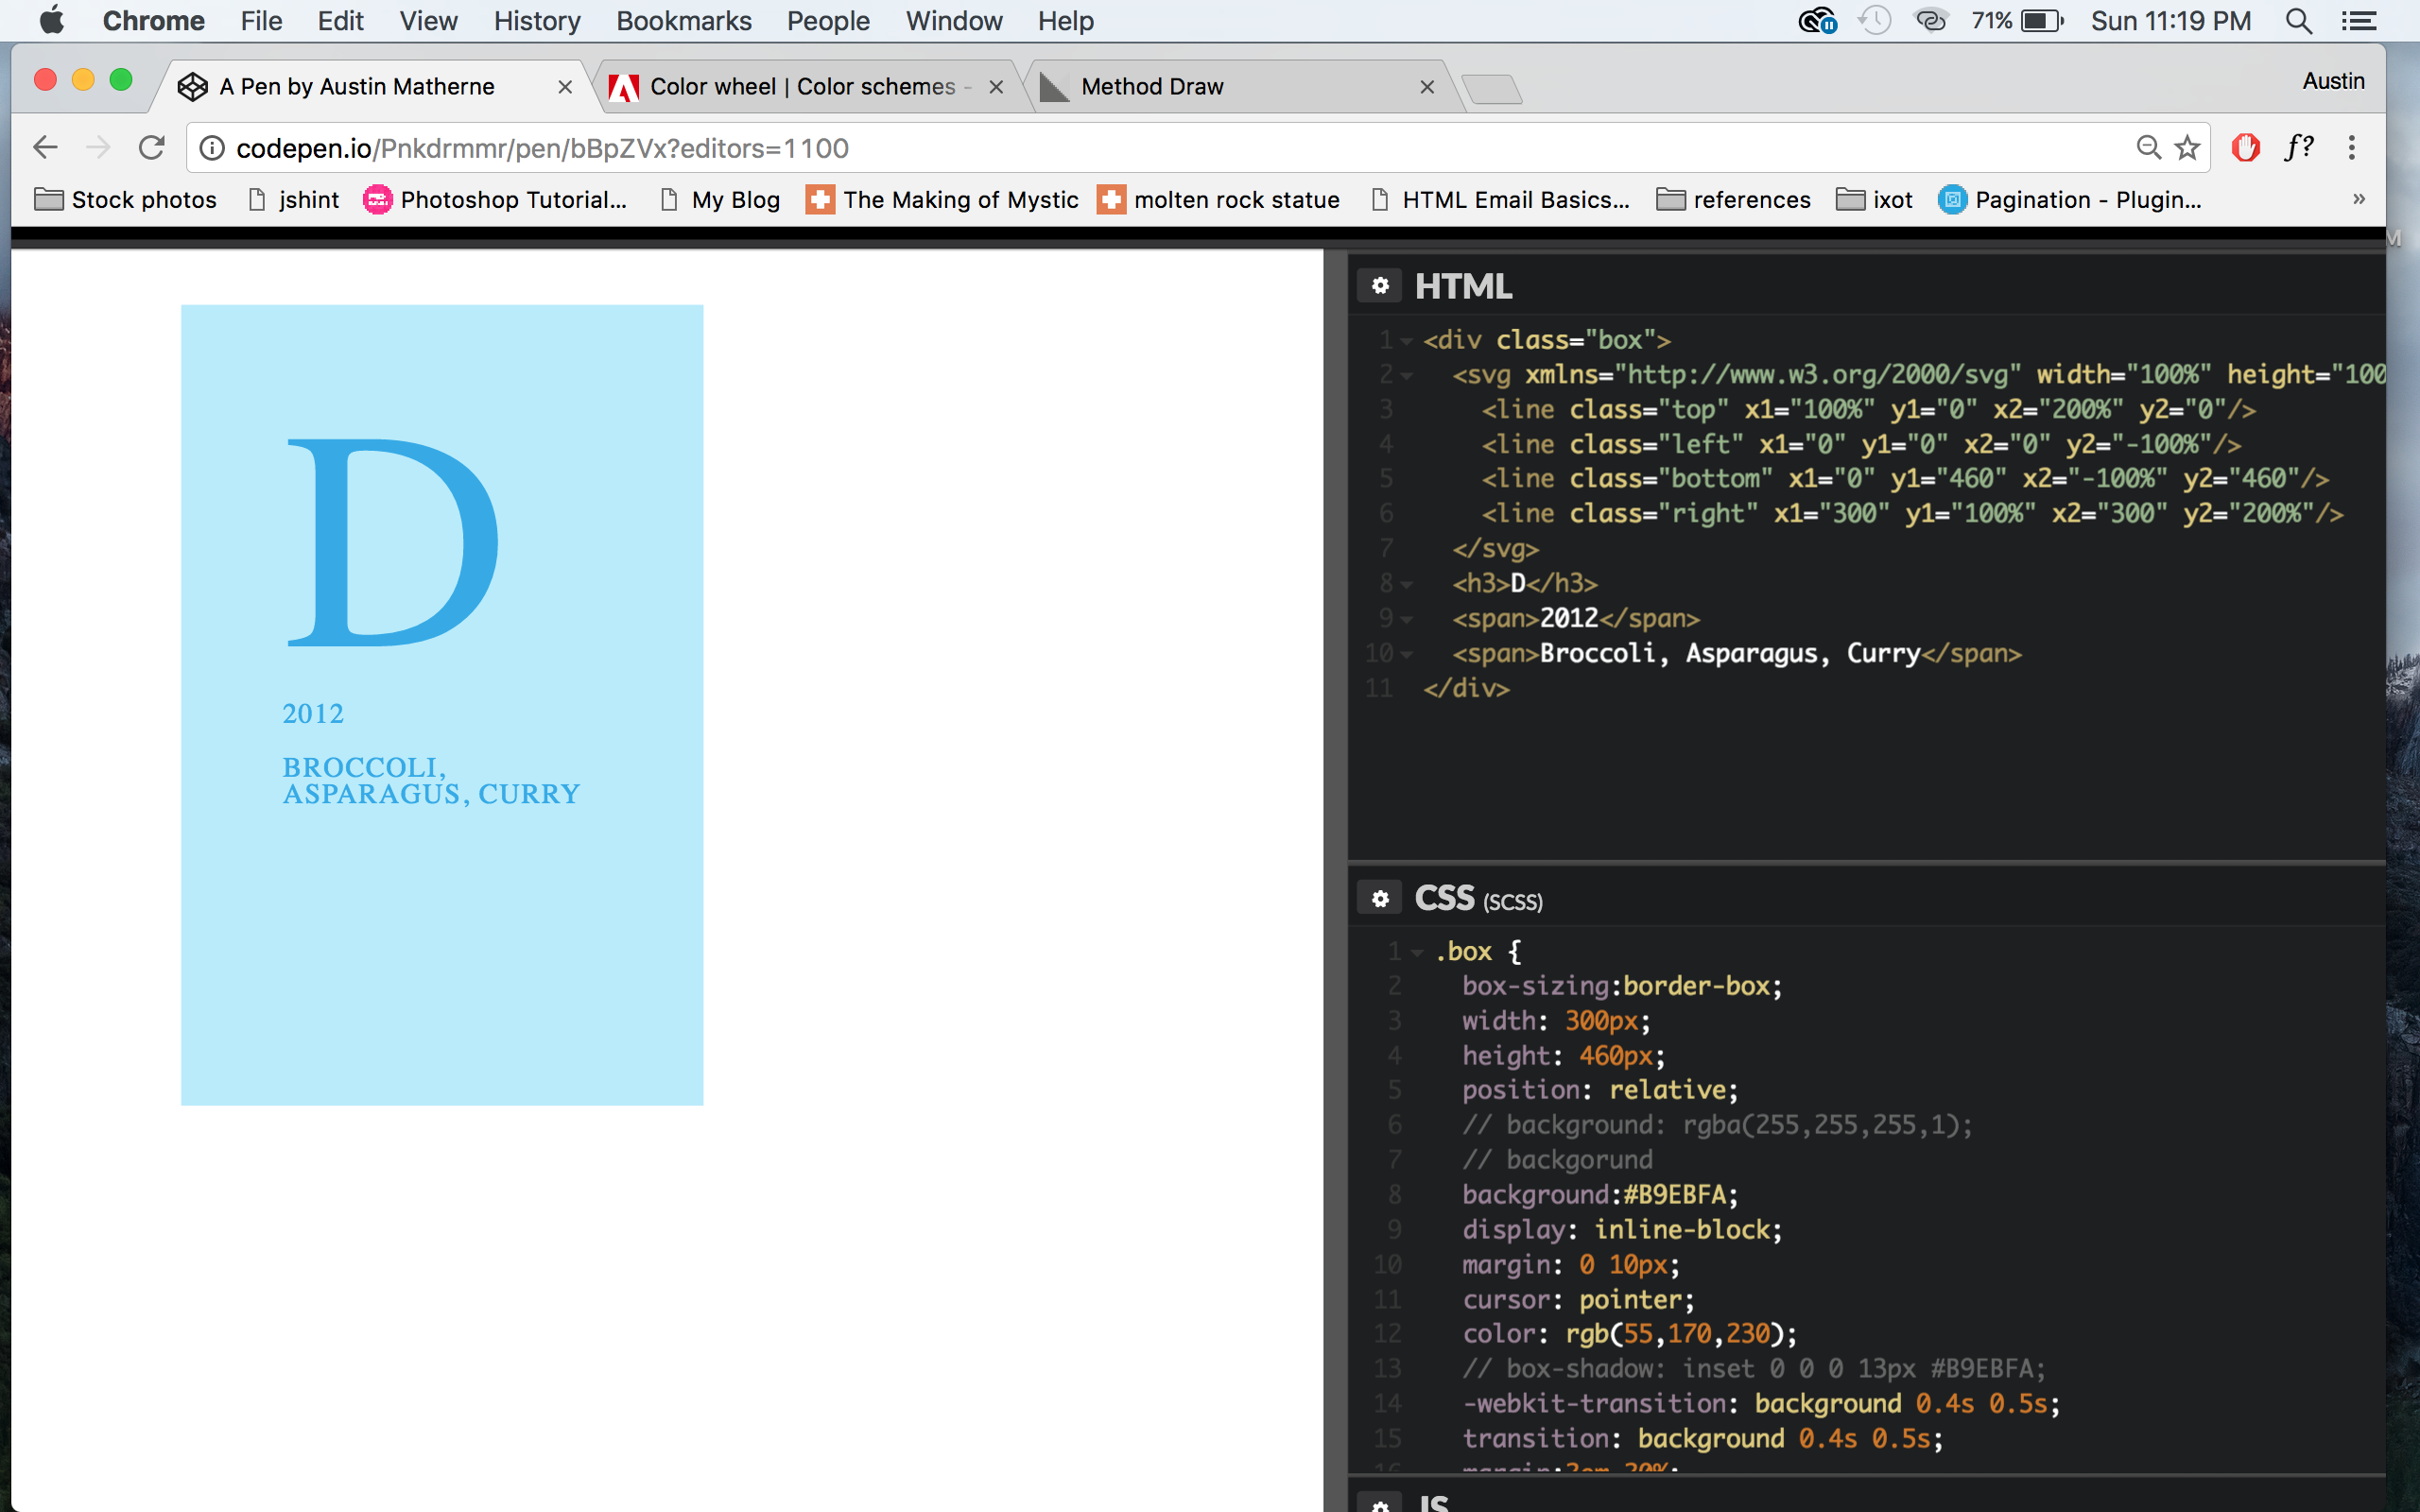 Chrome File Edit View History Bookmarks People Window Help 71% Sun 11:19 PM
A Pen by Austin Matherne Color wheel | Color schemes - Method Draw Austin
codepen.io/Pnkdrmmr/pen/bBpZVx?editors=1100 f?
Stock photos jshint Photoshop Tutorial... My Blog The Making of Mystic molten rock statue HTML Email Basics... references ixot Pagination - Plugin... »
M
D
2012
BROCCOLI,
ASPARAGUS, CURRY
HTML
1 <div class="box">
2 <svg xmlns="http://www.w3.org/2000/svg" width="100%" height="100
3 <line class="top" x1="100%" y1="0" x2="200%" y2="0"/>
4 <line class="left" x1="0" y1="0" x2="0" y2="-100%"/>
5 <line class="bottom" x1="0" y1="460" x2="-100%" y2="460"/>
6 <line class="right" x1="300" y1="100%" x2="300" y2="200%"/>
7 </svg>
8 <h3>D</h3>
9 <span>2012</span>
10 <span>Broccoli, Asparagus, Curry</span>
11 </div>
CSS (SCSS)
1 .box {
2 box-sizing:border-box;
3 width: 300px;
4 height: 460px;
5 position: relative;
6 // background: rgba(255,255,255,1);
7 // backgorund
8 background:#B9EBFA;
9 display: inline-block;
10 margin: 0 10px;
11 cursor: pointer;
12 color: rgb(55,170,230);
13 // box-shadow: inset 0 0 0 13px #B9EBFA;
14 -webkit-transition: background 0.4s 0.5s;
15 transition: background 0.4s 0.5s;
16 margin:2em 20%;
JS